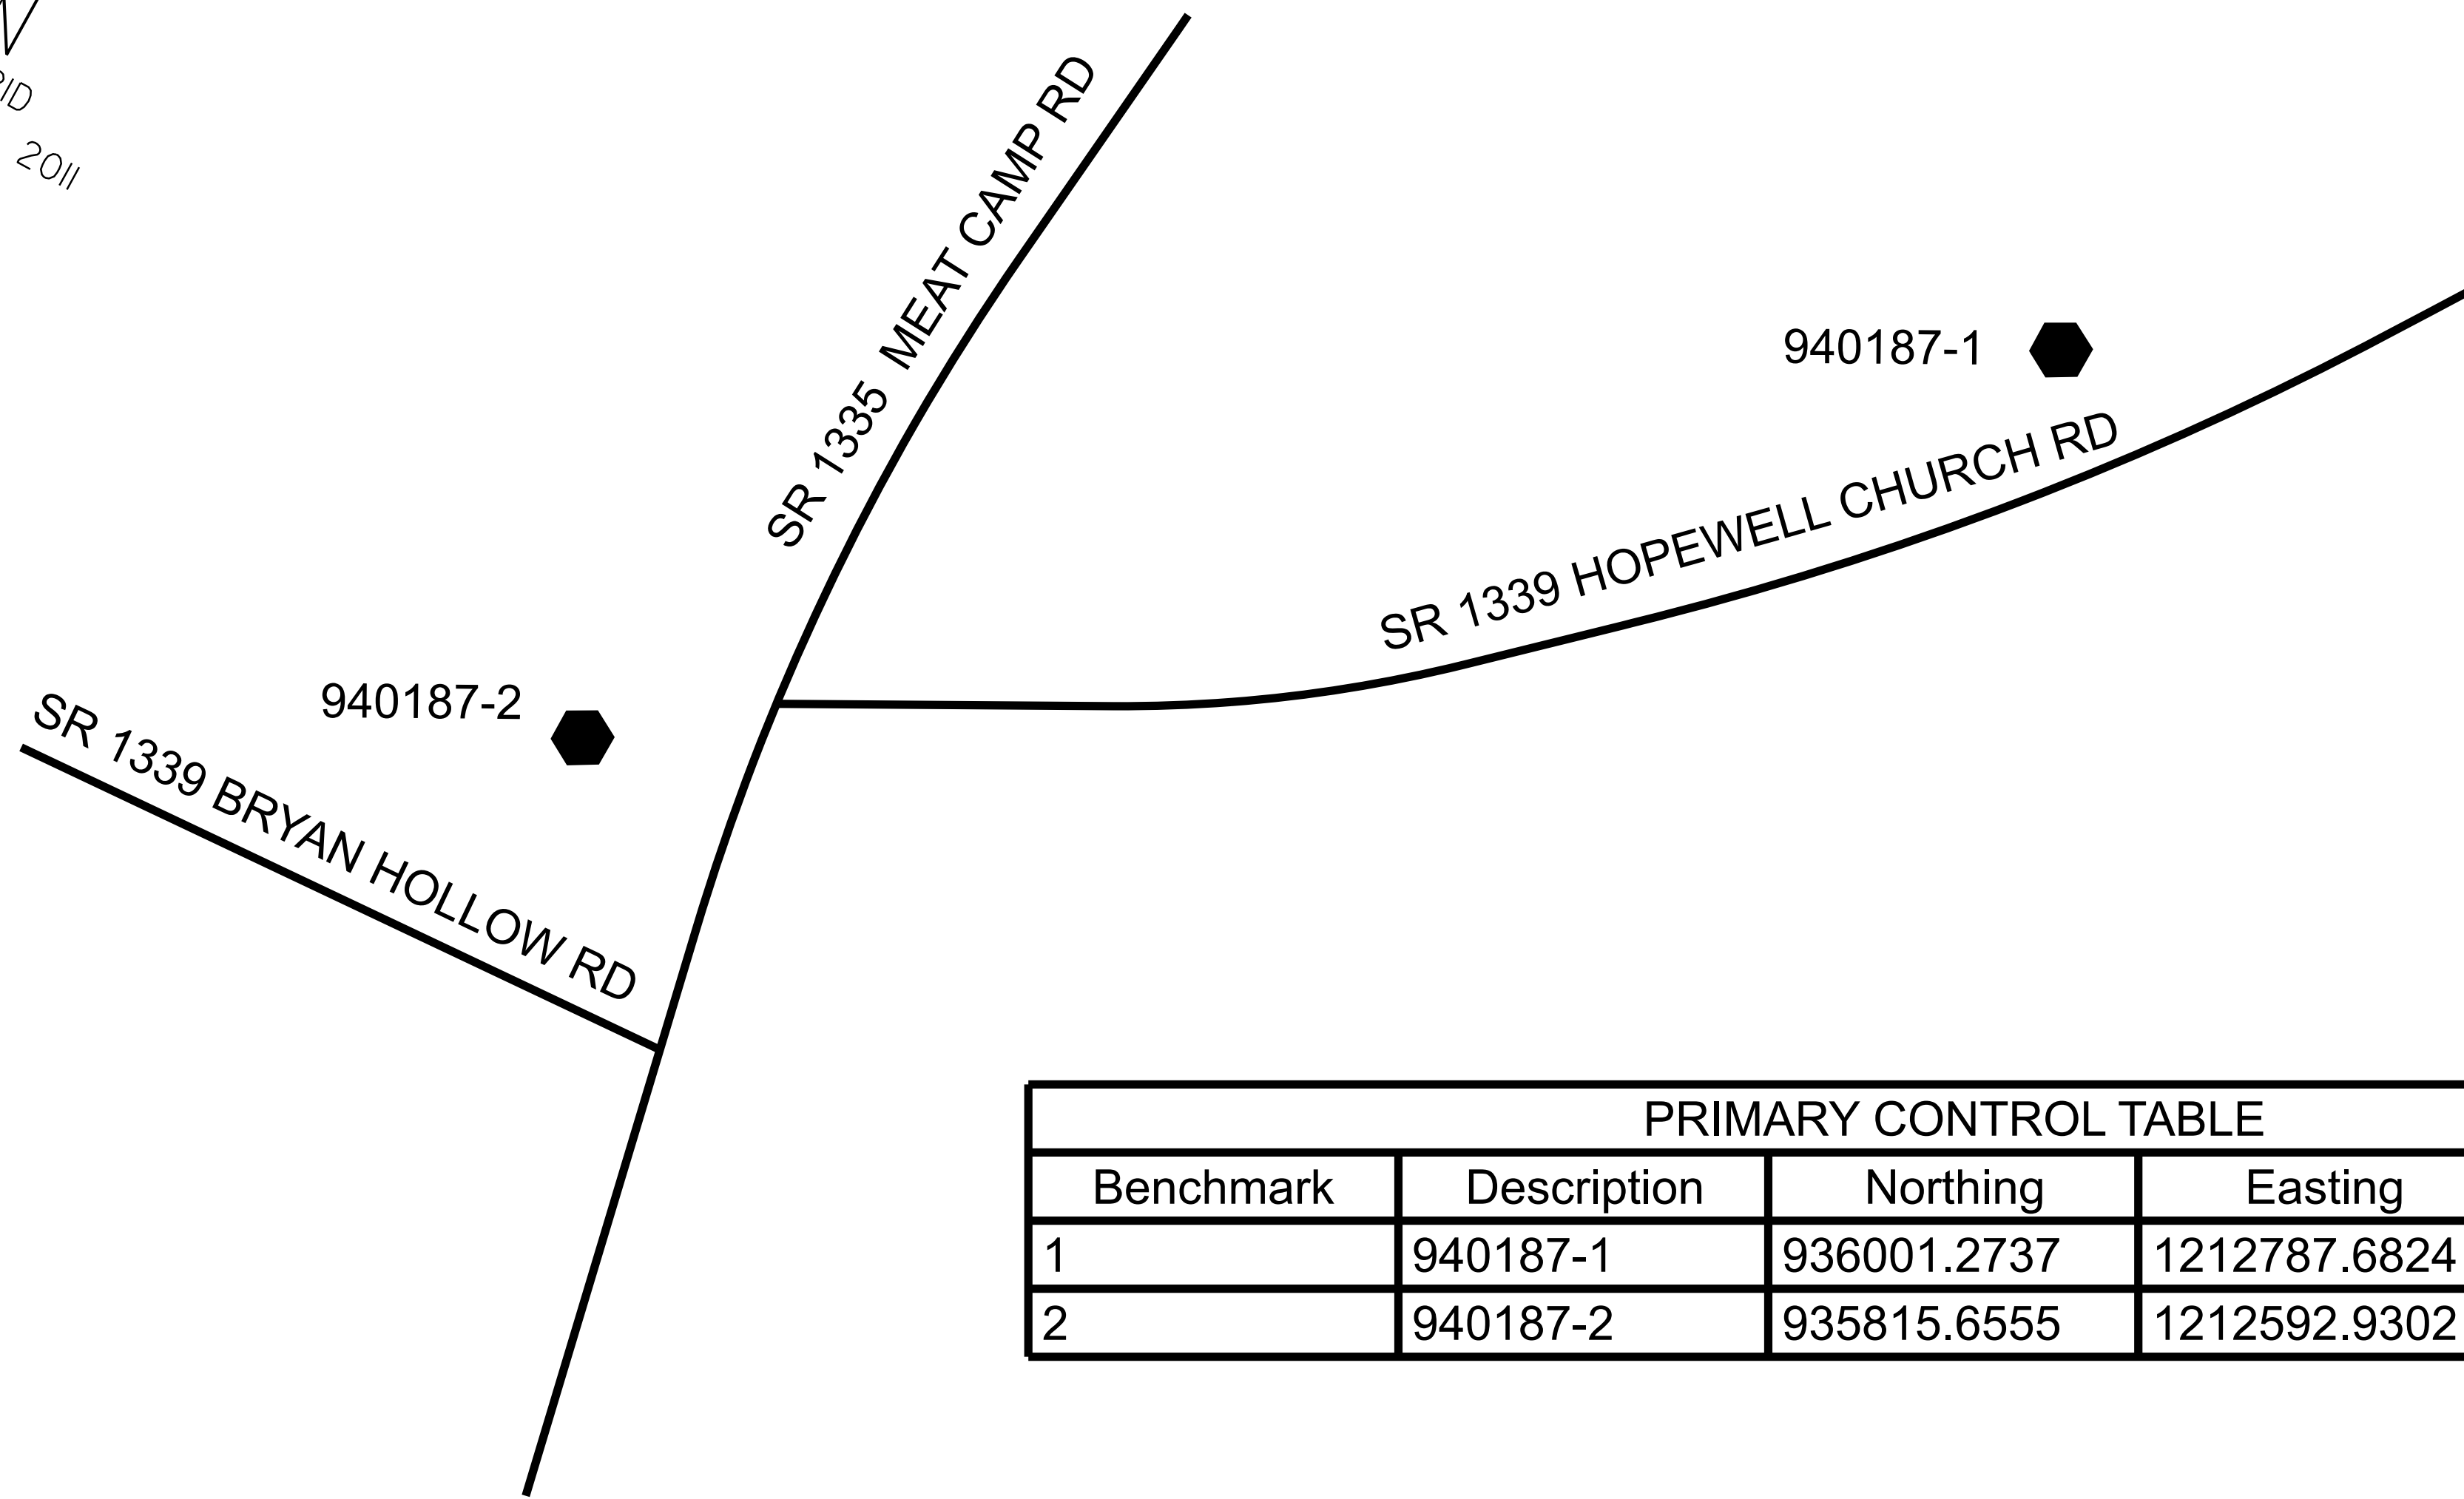 2011
SR 1335 MEAT CAMP RD
940187-1
SR 1339 HOPEWELL CHURCH RD
940187-2
SR 1339 BRYAN HOLLOW RD
PRIMARY CONTROL TABLE
Benchmark Description Northing Easting
1 940187-1 936001.2737 1212787.6824
2 940187-2 935815.6555 1212592.9302